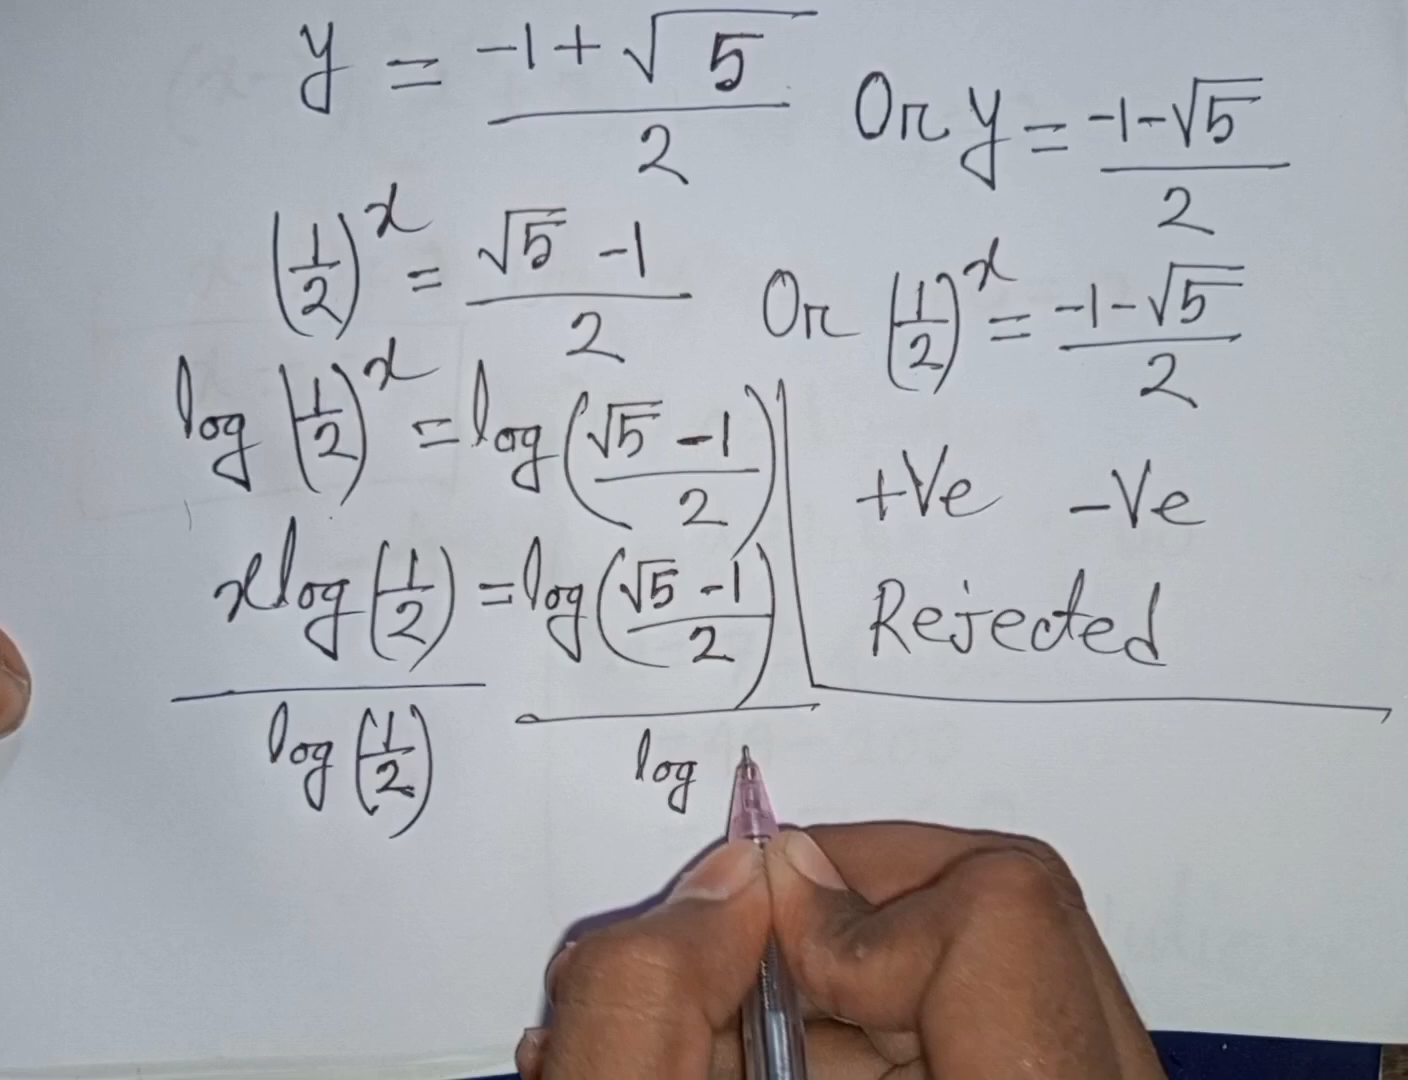 y = (-1 + √5)/2 Or y = (-1-√5)/2
(1/2)^x = (√5 - 1)/2 Or (1/2)^x = (-1-√5)/2
log (1/2)^x = log ((√5 - 1)/2)
+Ve -Ve
x log (1/2) = log ((√5 - 1)/2)
Rejected
log (1/2) log